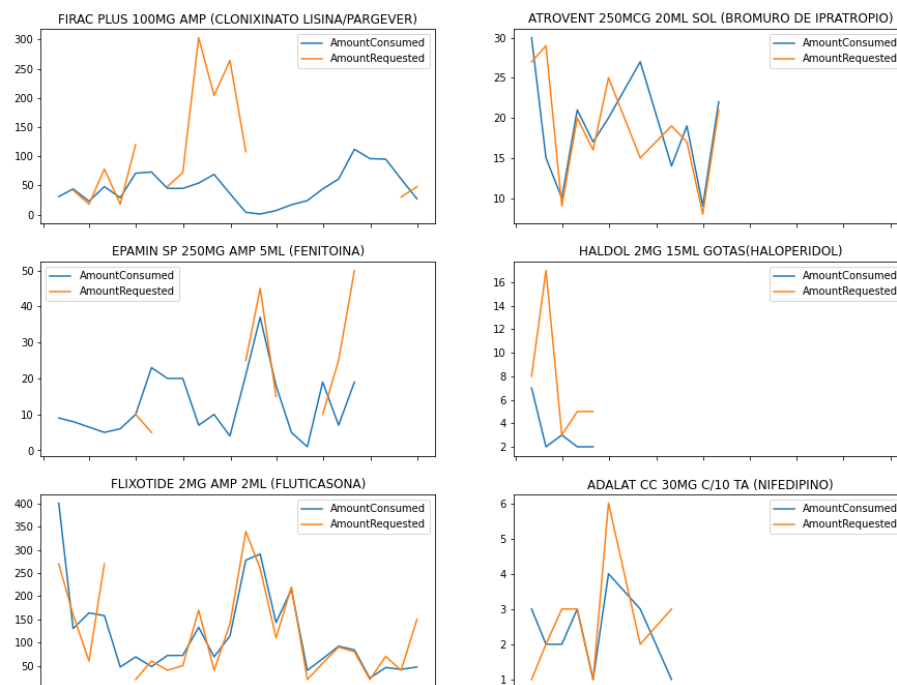 FIRAC PLUS 100MG AMP (CLONIXINATO LISINA/PARGEVER)
AmountConsumed
AmountRequested
300
250
200
150
100
50
0
ATROVENT 250MCG 20ML SOL (BROMURO DE IPRATROPIO)
AmountConsumed
AmountRequested
30
25
20
15
10
EPAMIN SP 250MG AMP 5ML (FENITOINA)
AmountConsumed
AmountRequested
50
40
30
20
10
0
HALDOL 2MG 15ML GOTAS(HALOPERIDOL)
AmountConsumed
AmountRequested
16
14
12
10
8
6
4
2
FLIXOTIDE 2MG AMP 2ML (FLUTICASONA)
AmountConsumed
AmountRequested
400
350
300
250
200
150
100
50
ADALAT CC 30MG C/10 TA (NIFEDIPINO)
AmountConsumed
AmountRequested
6
5
4
3
2
1